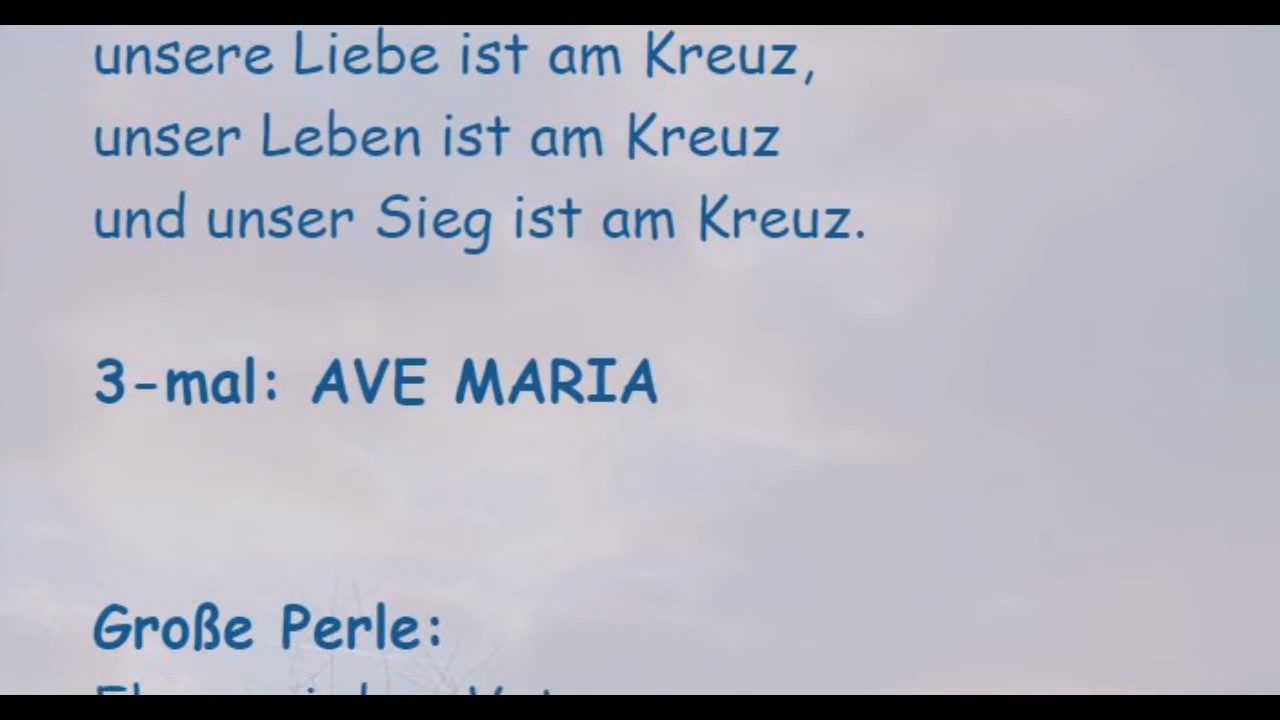 unsere Liebe ist am Kreuz,
unser Leben ist am Kreuz
und unser Sieg ist am Kreuz.
3-mal: AVE MARIA
Große Perle: